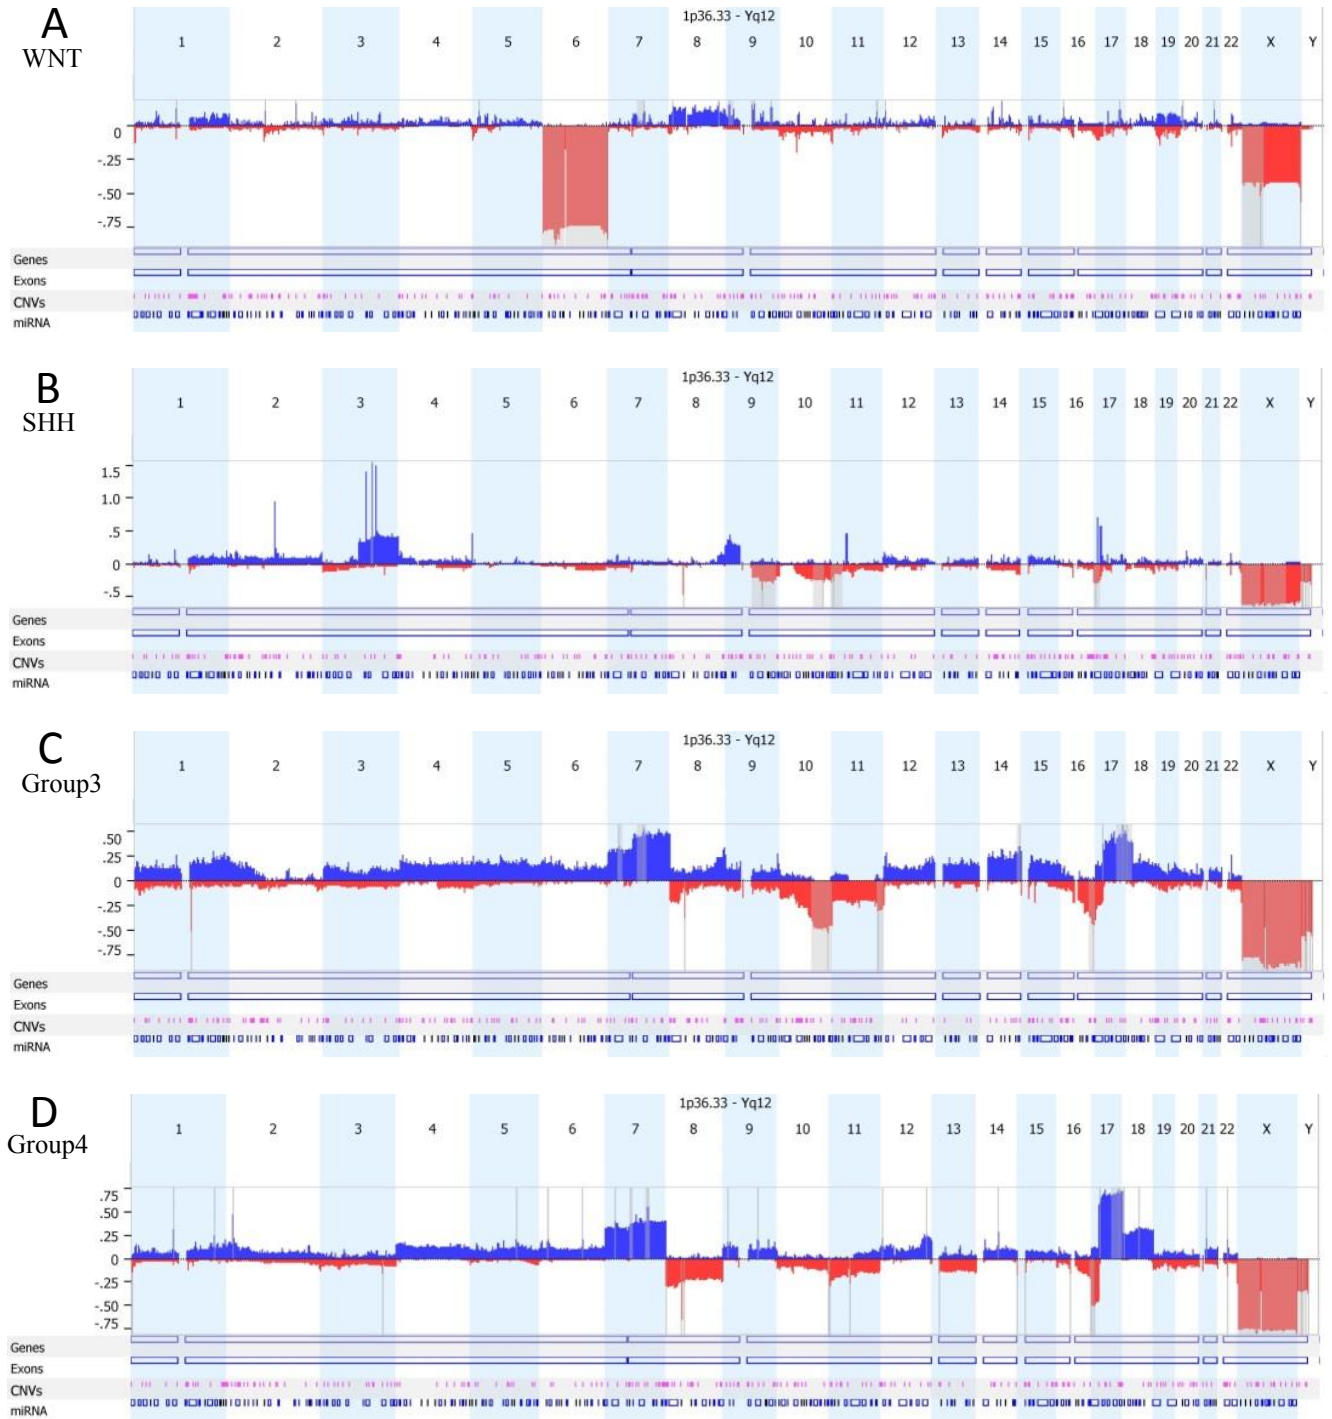 A
WNT
1p36.33 - Yq12
1 2 3 4 5 6 7 8 9 10 11 12 13 14 15 16 17 18 19 20 21 22 X Y
0
-.25
-.50
-.75
Genes
Exons
CNVs
miRNA
B
SHH
1p36.33 - Yq12
1 2 3 4 5 6 7 8 9 10 11 12 13 14 15 16 17 18 19 20 21 22 X Y
1.5
1.0
.5
0
-.5
Genes
Exons
CNVs
miRNA
C
Group3
1p36.33 - Yq12
1 2 3 4 5 6 7 8 9 10 11 12 13 14 15 16 17 18 19 20 21 22 X Y
.50
.25
0
-.25
-.50
-.75
Genes
Exons
CNVs
miRNA
D
Group4
1p36.33 - Yq12
1 2 3 4 5 6 7 8 9 10 11 12 13 14 15 16 17 18 19 20 21 22 X Y
.75
.50
.25
0
-.25
-.50
-.75
Genes
Exons
CNVs
miRNA